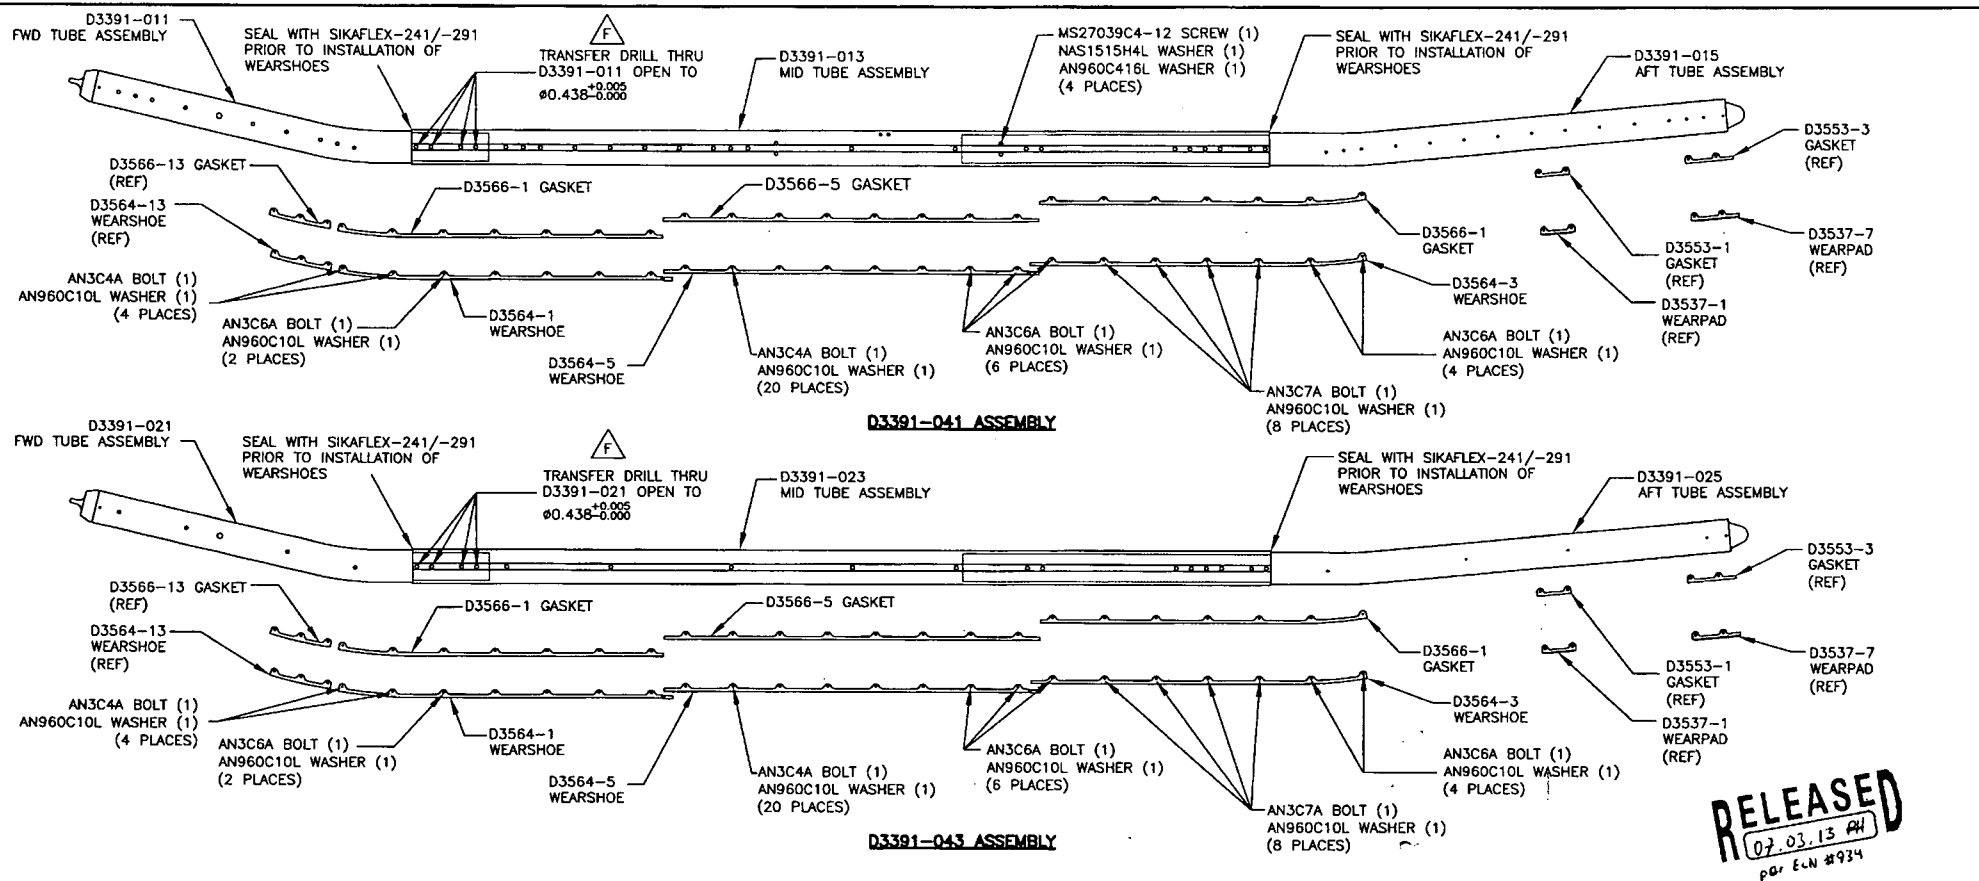 D3391-011
FWD TUBE ASSEMBLY
SEAL WITH SIKAFLEX-241/-291
PRIOR TO INSTALLATION OF
WEARSHOES
F
TRANSFER DRILL THRU
D3391-011 OPEN TO
ø0.438+0.005
-0.000
D3391-013
MID TUBE ASSEMBLY
MS27039C4-12 SCREW (1)
NAS1515H4L WASHER (1)
AN960C416L WASHER (1)
(4 PLACES)
SEAL WITH SIKAFLEX-241/-291
PRIOR TO INSTALLATION OF
WEARSHOES
D3391-015
AFT TUBE ASSEMBLY
D3553-3
GASKET
(REF)
D3566-13 GASKET
(REF)
D3564-13
WEARSHOE
(REF)
D3566-1 GASKET
D3566-5 GASKET
D3566-1
GASKET
D3553-1
GASKET
(REF)
D3537-7
WEARPAD
(REF)
AN3C4A BOLT (1)
AN960C10L WASHER (1)
(4 PLACES)
AN3C6A BOLT (1)
AN960C10L WASHER (1)
(2 PLACES)
D3564-1
WEARSHOE
D3564-5
WEARSHOE
AN3C4A BOLT (1)
AN960C10L WASHER (1)
(20 PLACES)
AN3C6A BOLT (1)
AN960C10L WASHER (1)
(6 PLACES)
AN3C7A BOLT (1)
AN960C10L WASHER (1)
(8 PLACES)
D3564-3
WEARSHOE
AN3C6A BOLT (1)
AN960C10L WASHER (1)
(4 PLACES)
D3537-1
WEARPAD
(REF)
D3391-041 ASSEMBLY
D3391-021
FWD TUBE ASSEMBLY
SEAL WITH SIKAFLEX-241/-291
PRIOR TO INSTALLATION OF
WEARSHOES
F
TRANSFER DRILL THRU
D3391-021 OPEN TO
ø0.438+0.005
-0.000
D3391-023
MID TUBE ASSEMBLY
SEAL WITH SIKAFLEX-241/-291
PRIOR TO INSTALLATION OF
WEARSHOES
D3391-025
AFT TUBE ASSEMBLY
D3553-3
GASKET
(REF)
D3566-13 GASKET
(REF)
D3564-13
WEARSHOE
(REF)
D3566-1 GASKET
D3566-5 GASKET
D3566-1
GASKET
D3553-1
GASKET
(REF)
D3537-7
WEARPAD
(REF)
AN3C4A BOLT (1)
AN960C10L WASHER (1)
(4 PLACES)
AN3C6A BOLT (1)
AN960C10L WASHER (1)
(2 PLACES)
D3564-1
WEARSHOE
D3564-5
WEARSHOE
AN3C4A BOLT (1)
AN960C10L WASHER (1)
(20 PLACES)
AN3C6A BOLT (1)
AN960C10L WASHER (1)
(6 PLACES)
AN3C7A BOLT (1)
AN960C10L WASHER (1)
(8 PLACES)
D3564-3
WEARSHOE
AN3C6A BOLT (1)
AN960C10L WASHER (1)
(4 PLACES)
D3537-1
WEARPAD
(REF)
D3391-043 ASSEMBLY
RELEASED
07.03.13 PH
per ECN #934